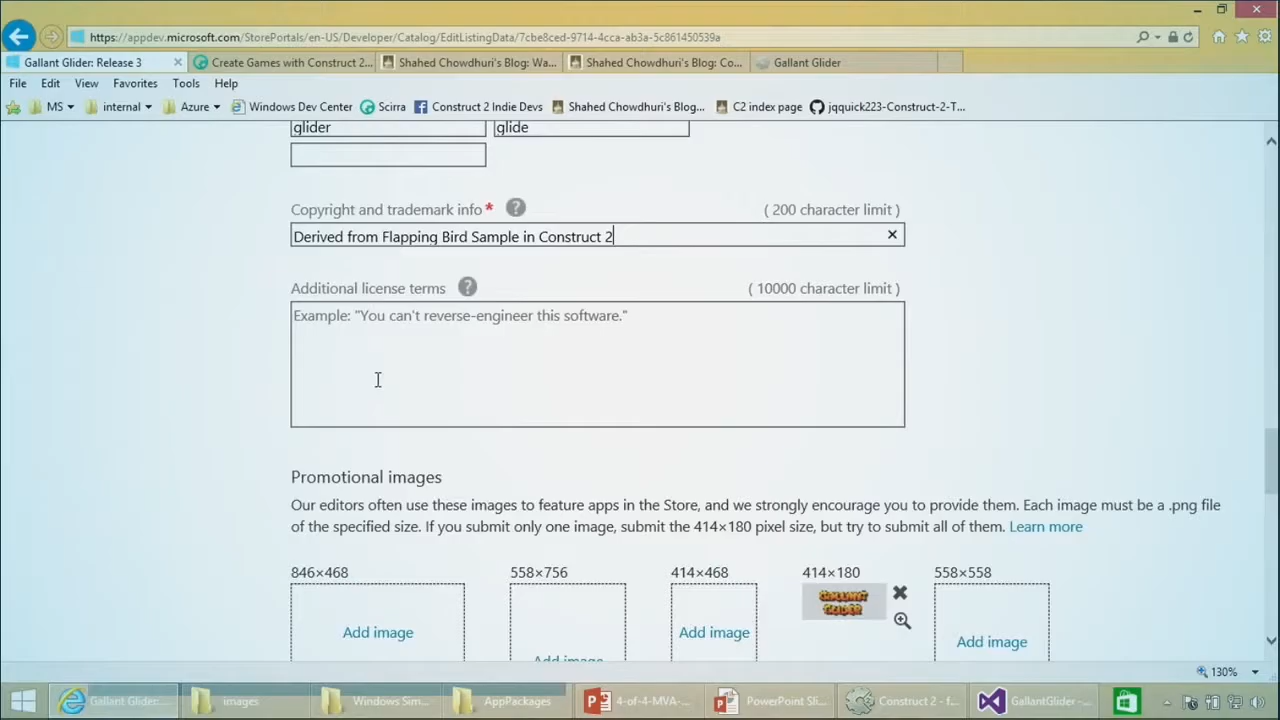 https://appdev.microsoft.com/StorePortals/en-US/Developer/Catalog/EditListingData/7cbe8ced-9714-4cca-ab3a-5c861450539a
Gallant Glider: Release 3
Create Games with Construct 2...
Shahed Chowdhuri's Blog: Wa...
Shahed Chowdhuri's Blog: Co...
Gallant Glider
File Edit View Favorites Tools Help
MS internal Azure Windows Dev Center Scirra Construct 2 Indie Devs Shahed Chowdhuri's Blog... C2 index page jqquick223-Construct-2-T...
glider glide
Copyright and trademark info * ? ( 200 character limit )
Derived from Flapping Bird Sample in Construct 2
Additional license terms ? ( 10000 character limit )
Example: "You can't reverse-engineer this software."
Promotional images
Our editors often use these images to feature apps in the Store, and we strongly encourage you to provide them. Each image must be a .png file
of the specified size. If you submit only one image, submit the 414×180 pixel size, but try to submit all of them. Learn more
846×468 558×756 414×468 414×180 558×558
GALLANT
GLIDER
Add image Add image Add image
Add image
130%
Gallant Glider:... images Windows Sim... AppPackages 4-of-4-MVA-... PowerPoint Sli... Construct 2 - f... GallantGlider -...